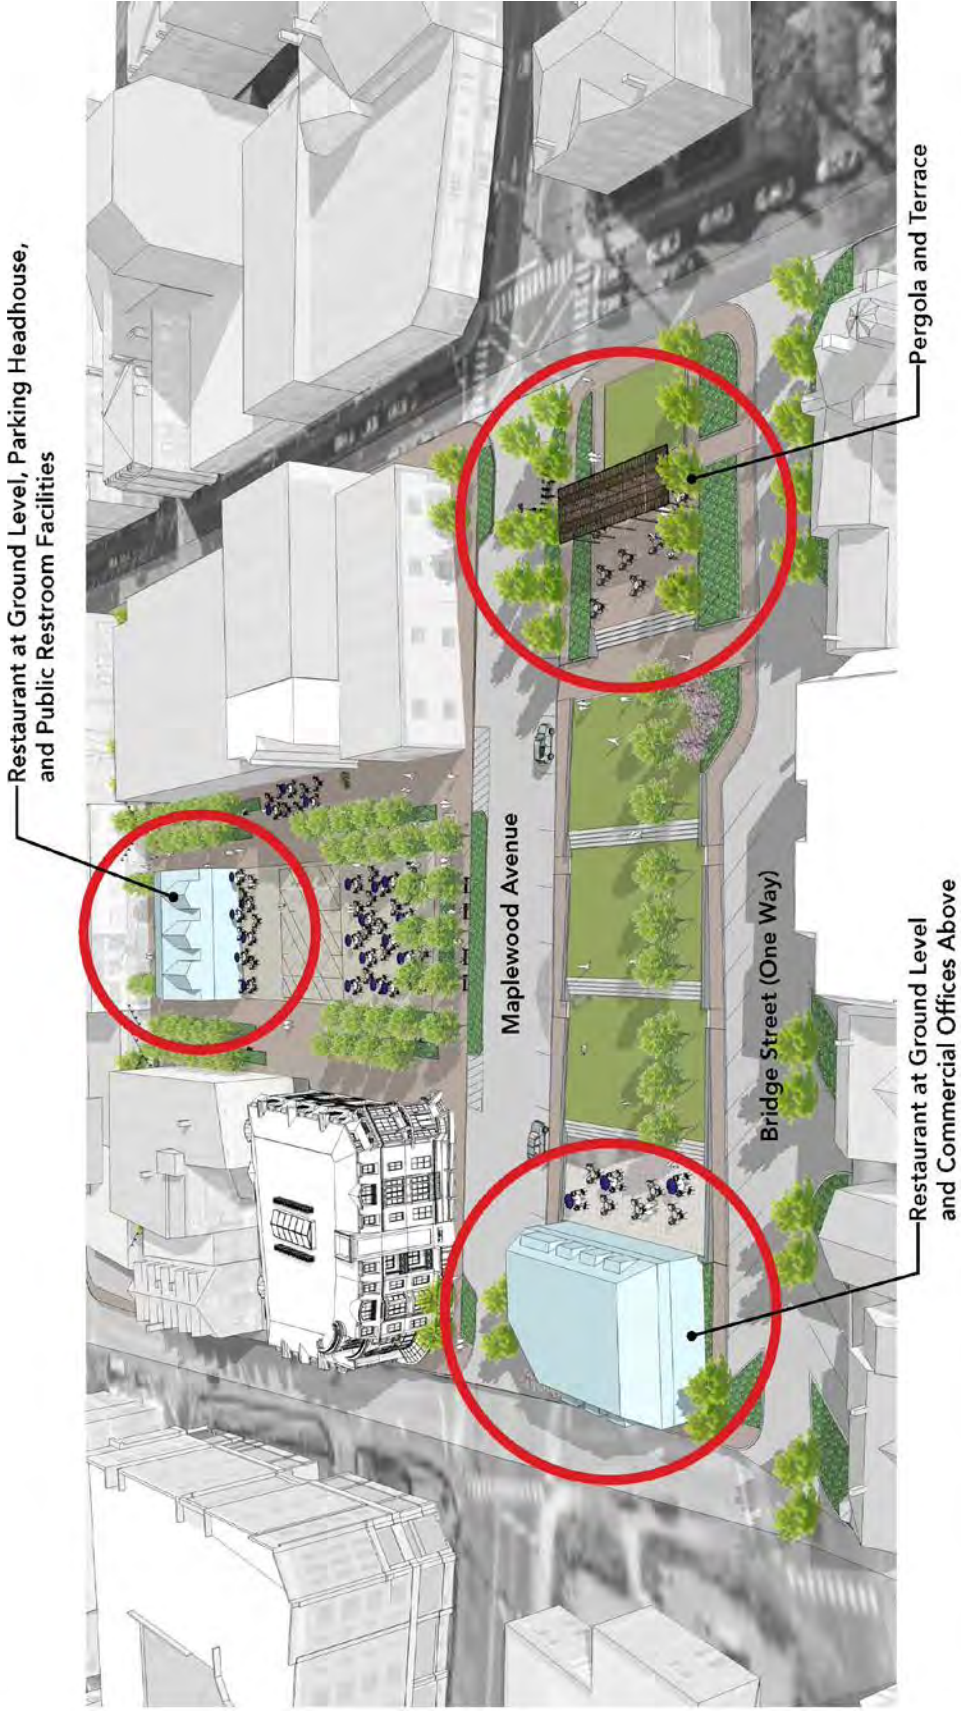 Restaurant at Ground Level, Parking Headhouse,
and Public Restroom Facilities
Maplewood Avenue
Bridge Street (One Way)
Restaurant at Ground Level
and Commercial Offices Above
Pergola and Terrace